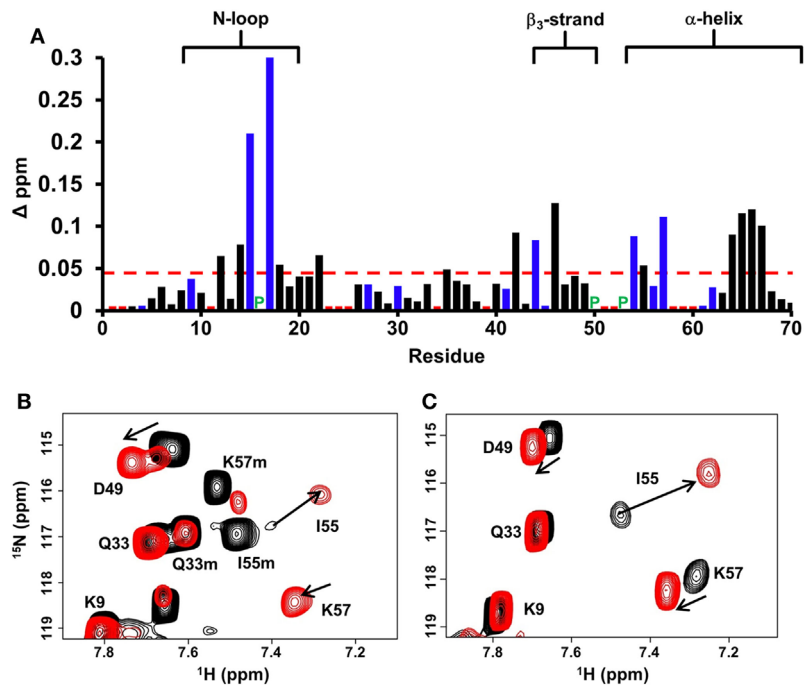 A
N-loop
β3-strand
α-helix
0.3
0.25
0.2
0.15
0.1
0.05
0
Δ ppm
P
P
P
0
10
20
30
40
50
60
70
Residue
B
115
116
117
118
119
15N (ppm)
D49
K57m
I55
Q33
Q33m
I55m
K9
K57
7.8
7.6
7.4
7.2
1H (ppm)
C
115
116
117
118
119
D49
I55
Q33
K57
K9
7.8
7.6
7.4
7.2
1H (ppm)